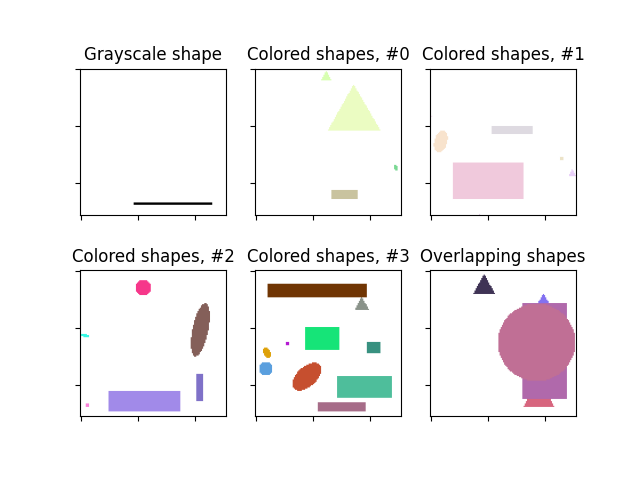 Grayscale shape
Colored shapes, #0
Colored shapes, #1
Colored shapes, #2
Colored shapes, #3
Overlapping shapes